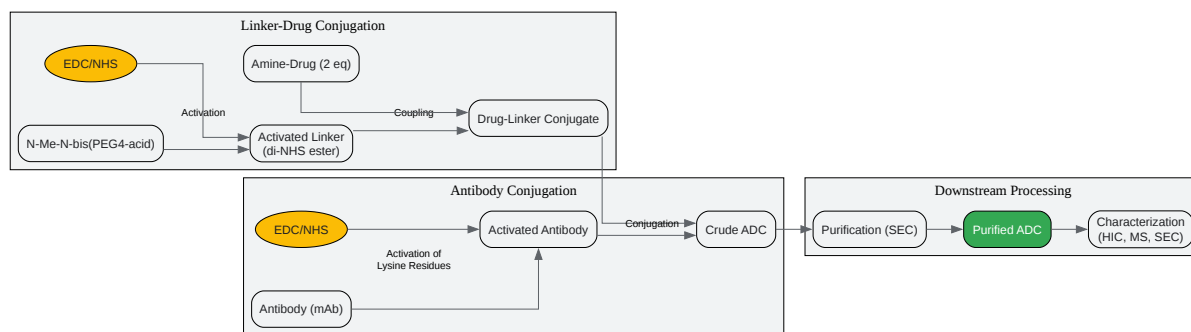 Linker-Drug Conjugation
EDC/NHS
Amine-Drug (2 eq)
Activation
Coupling
Drug-Linker Conjugate
N-Me-N-bis(PEG4-acid)
Activated Linker
(di-NHS ester)
Antibody Conjugation
EDC/NHS
Activated Antibody
Conjugation
Crude ADC
Activation of
Lysine Residues
Antibody (mAb)
Downstream Processing
Purification (SEC)
Purified ADC
Characterization
(HIC, MS, SEC)